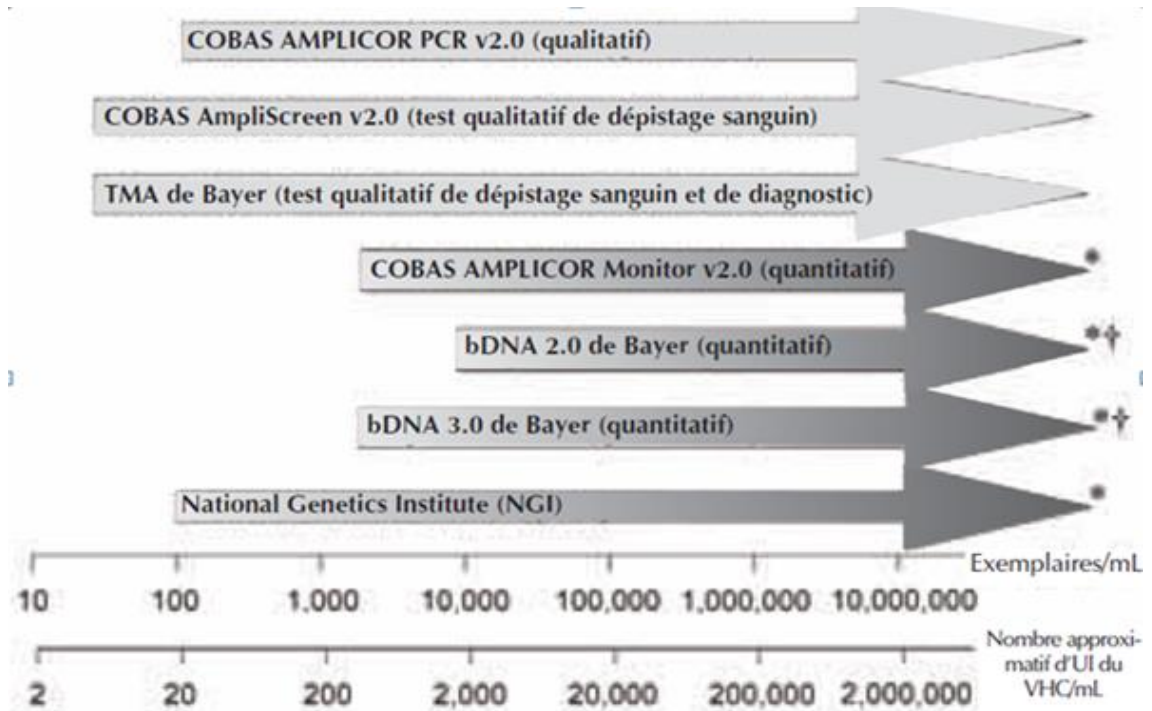 COBAS AMPLICOR PCR v2.0 (qualitatif)
COBAS AmpliScreen v2.0 (test qualitatif de dépistage sanguin)
TMA de Bayer (test qualitatif de dépistage sanguin et de diagnostic)
COBAS AMPLICOR Monitor v2.0 (quantitatif)
*
bDNA 2.0 de Bayer (quantitatif)
*†
bDNA 3.0 de Bayer (quantitatif)
*†
National Genetics Institute (NGI)
*
Exemplaires/mL
10 100 1.000 10,000 100,000 1,000,000 10,000,000
Nombre approxi-
matif d'UI du
VHC/mL
2 20 200 2,000 20,000 200,000 2,000,000